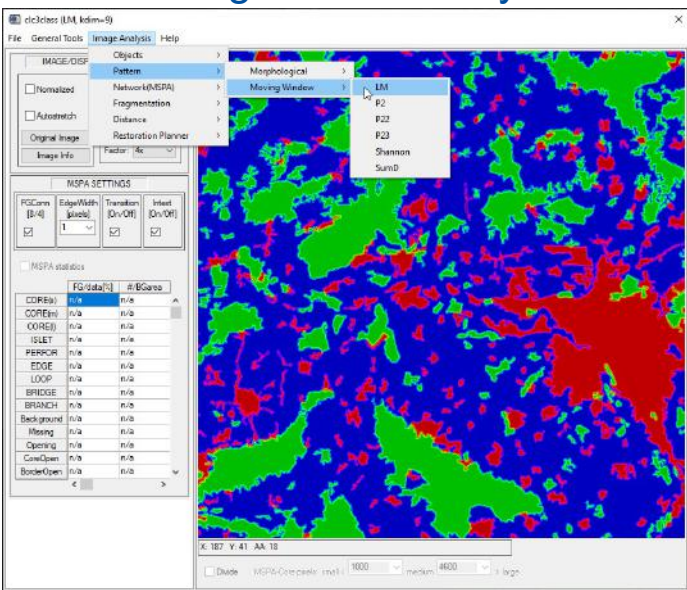 clc3class (LM, kdim=9)
File General Tools Image Analysis Help
IMAGE/DISP
Normalized
Autostretch
Original Image
Image Info
Factor: 4x
Objects
Pattern
Network(MSPA)
Fragmentation
Distance
Restoration Planner
Morphological
Moving Window
LM
P2
P22
P23
Shannon
SumD
MSPA SETTINGS
FGConn EdgeWidth Transition Intext
[8/4] [pixels] [On/Off] [On/Off]
1
MSPA statistics
FG/data[%] #/BGarea
CORE(s) n/a n/a
CORE(m) n/a n/a
CORE(l) n/a n/a
ISLET n/a n/a
PERFOR n/a n/a
EDGE n/a n/a
LOOP n/a n/a
BRIDGE n/a n/a
BRANCH n/a n/a
Background n/a n/a
Missing n/a n/a
Opening n/a n/a
CoreOpen n/a n/a
BorderOpen n/a n/a
X: 187 Y: 41 AA: 18
Divide MSPA-Core pixels: small < 1000 medium 4600 > large